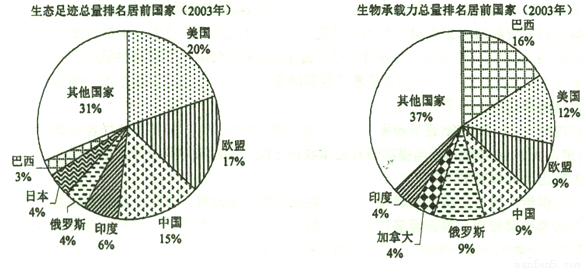 生态足迹总量排名居前国家（2003年）
美国
20%
欧盟
17%
中国
15%
印度
6%
俄罗斯
4%
日本
4%
巴西
3%
其他国家
31%
生物承载力总量排名居前国家（2003年）
巴西
16%
美国
12%
欧盟
9%
中国
9%
俄罗斯
9%
加拿大
4%
印度
4%
其他国家
37%